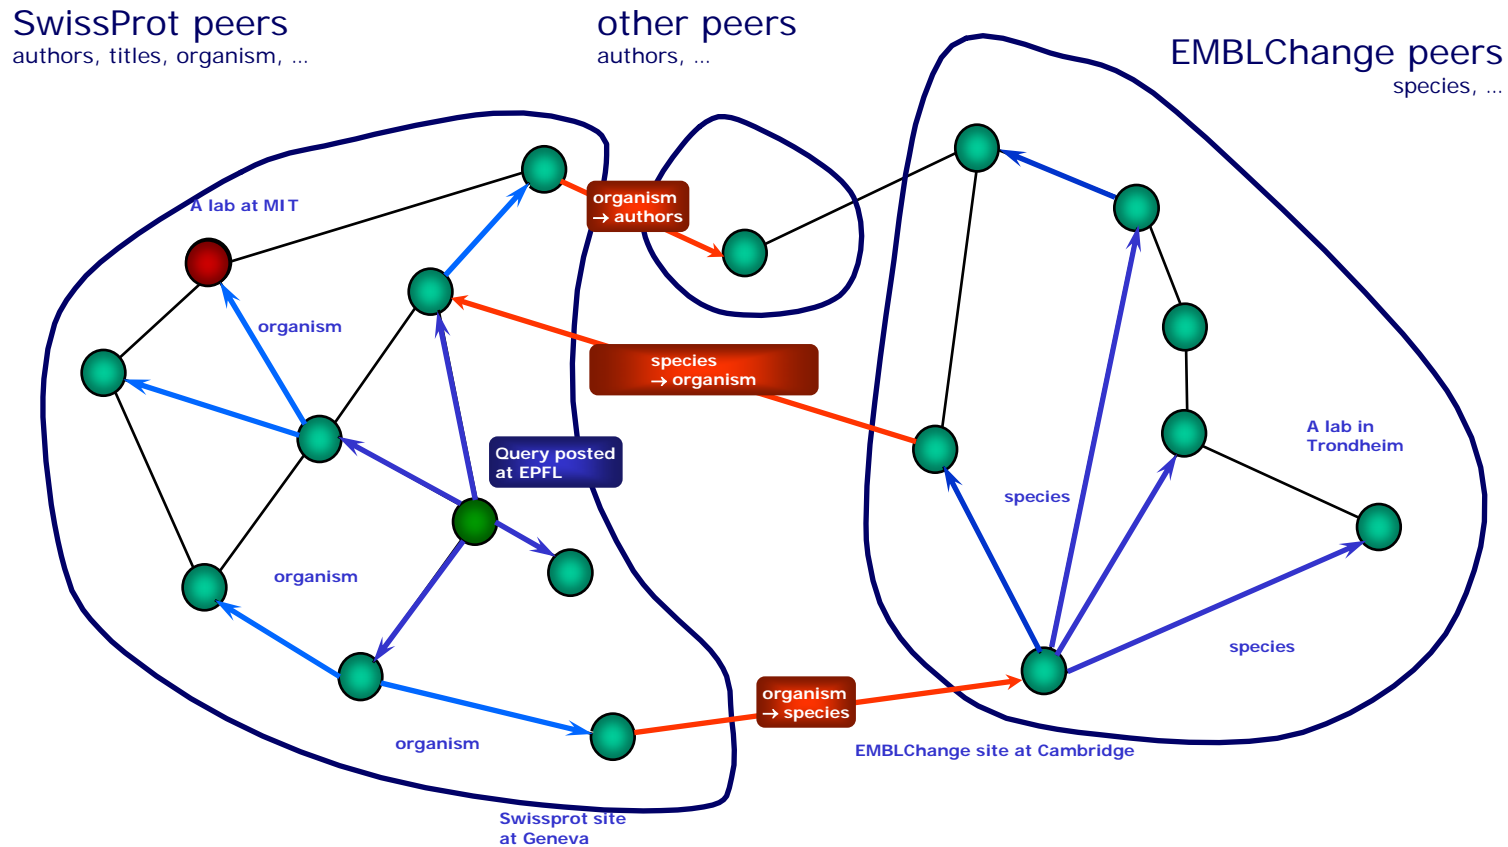 SwissProt peers
authors, titles, organism, ...
other peers
authors, ...
EMBLChange peers
species, ...
A lab at MIT
organism
→ authors
organism
species
→ organism
Query posted
at EPFL
A lab in
Trondheim
species
organism
species
organism
→ species
organism
EMBLChange site at Cambridge
Swissprot site
at Geneva